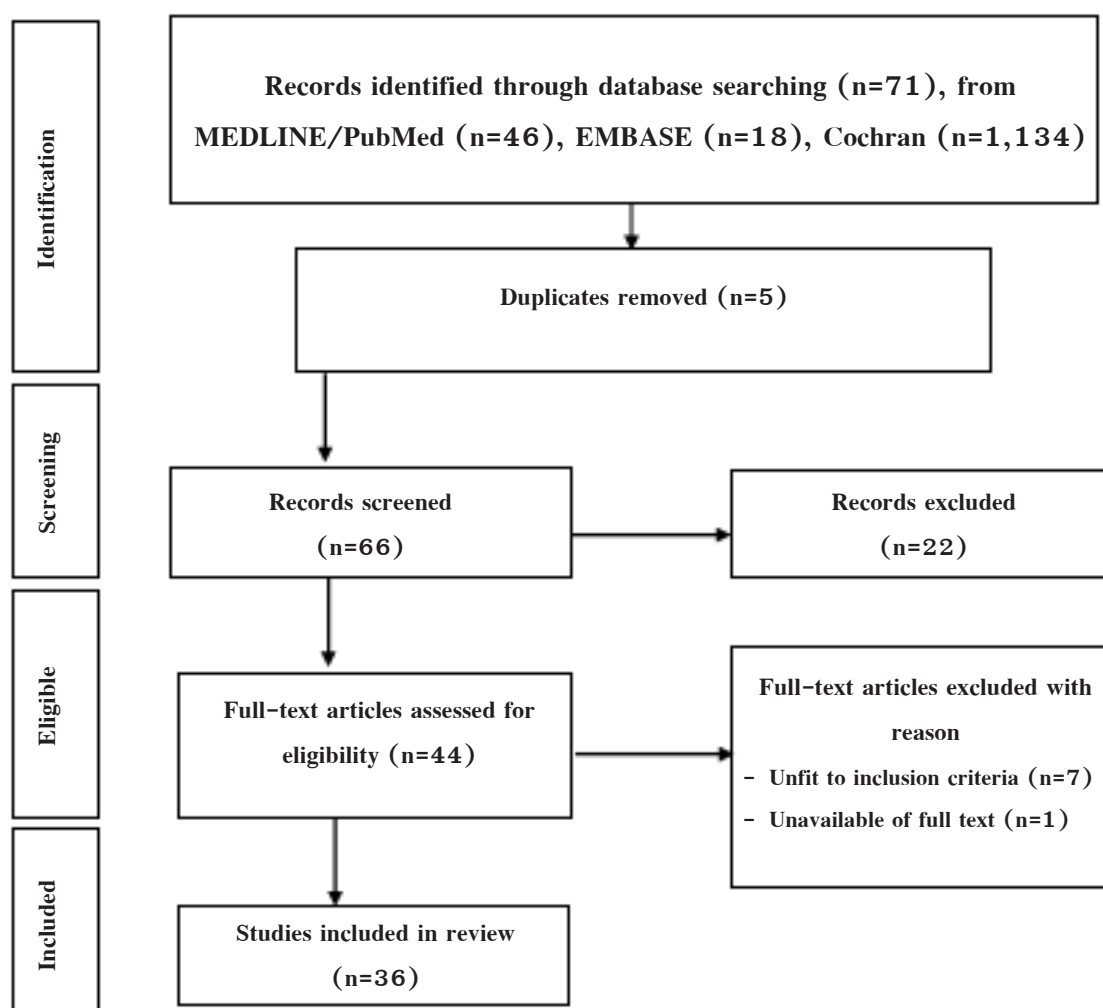 Identification
Records identified through database searching (n=71), from
MEDLINE/PubMed (n=46), EMBASE (n=18), Cochran (n=1,134)
Duplicates removed (n=5)
Screening
Records screened
(n=66)
Records excluded
(n=22)
Eligible
Full-text articles assessed for
eligibility (n=44)
Full-text articles excluded with
reason
- Unfit to inclusion criteria (n=7)
- Unavailable of full text (n=1)
Included
Studies included in review
(n=36)